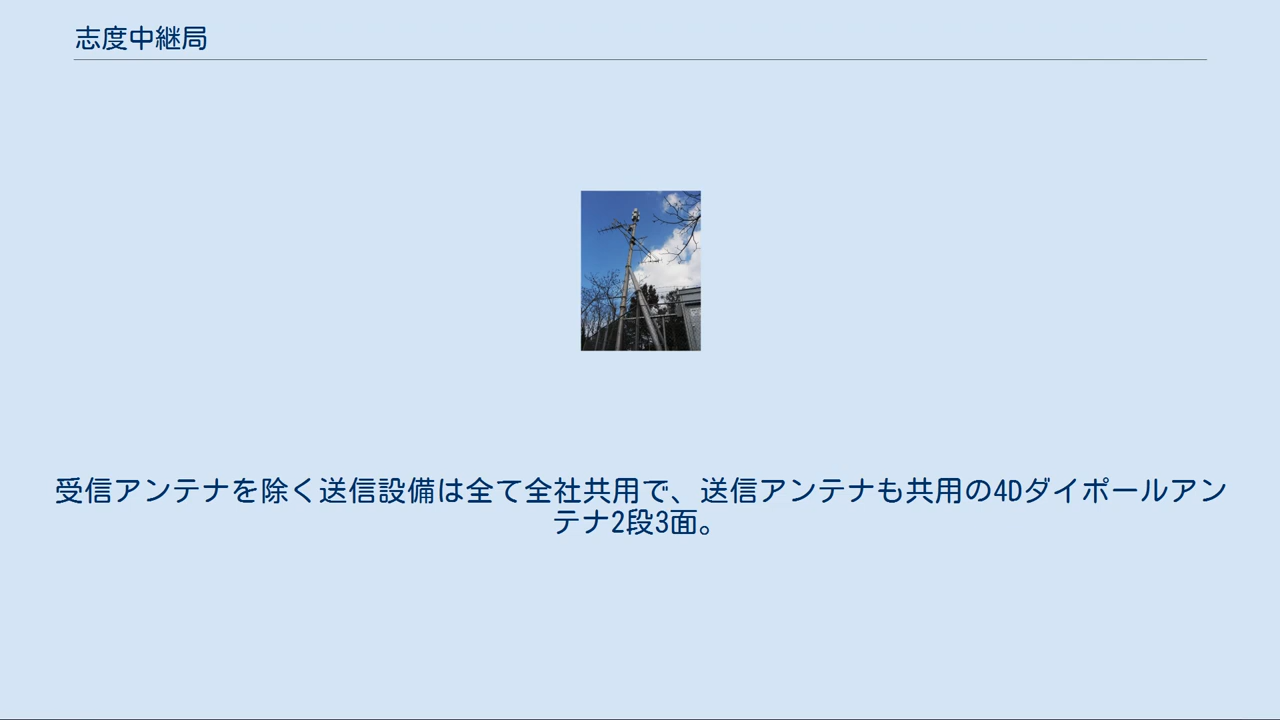 志度中継局
受信アンテナを除く送信設備は全て全社共用で、送信アンテナも共用の4Dダイポールアン
テナ2段3面。